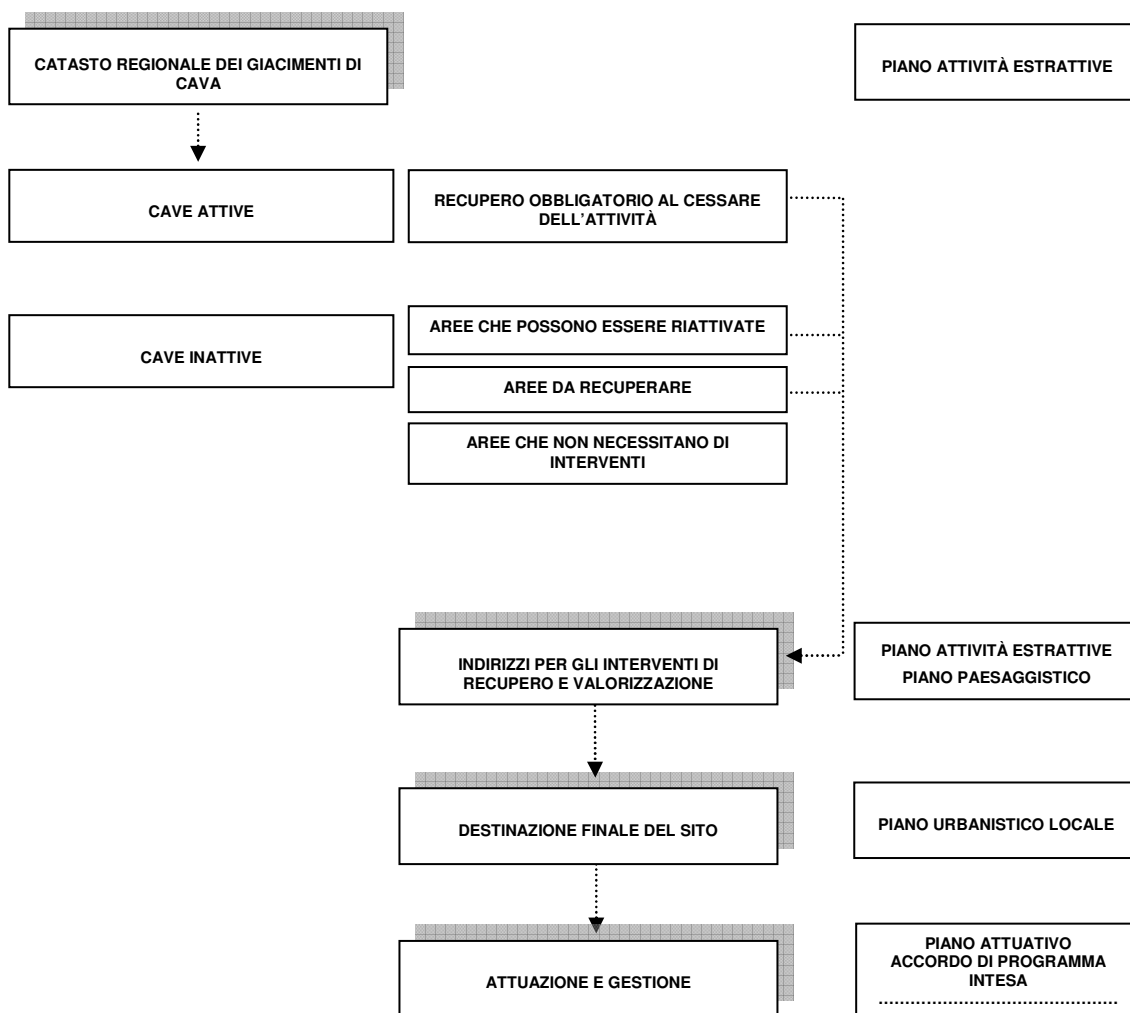 CATASTO REGIONALE DEI GIACIMENTI DI
CAVA
PIANO ATTIVITÀ ESTRATTIVE
CAVE ATTIVE
RECUPERO OBBLIGATORIO AL CESSARE
DELL'ATTIVITÀ
CAVE INATTIVE
AREE CHE POSSONO ESSERE RIATTIVATE
AREE DA RECUPERARE
AREE CHE NON NECESSITANO DI
INTERVENTI
INDIRIZZI PER GLI INTERVENTI DI
RECUPERO E VALORIZZAZIONE
PIANO ATTIVITÀ ESTRATTIVE
PIANO PAESAGGISTICO
DESTINAZIONE FINALE DEL SITO
PIANO URBANISTICO LOCALE
ATTUAZIONE E GESTIONE
PIANO ATTUATIVO
ACCORDO DI PROGRAMMA
INTESA
...............................................